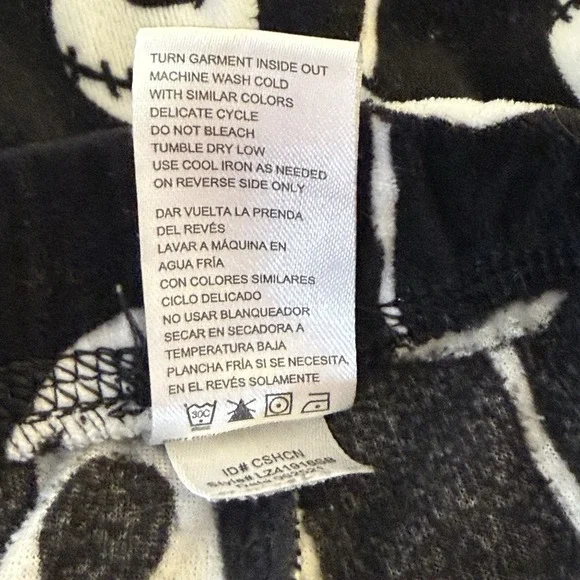 TURN GARMENT INSIDE OUT
MACHINE WASH COLD
WITH SIMILAR COLORS
DELICATE CYCLE
DO NOT BLEACH
TUMBLE DRY LOW
USE COOL IRON AS NEEDED
ON REVERSE SIDE ONLY
DAR VUELTA LA PRENDA
DEL REVÉS
LAVAR A MÁQUINA EN
AGUA FRÍA
CON COLORES SIMILARES
CICLO DELICADO
NO USAR BLANQUEADOR
SECAR EN SECADORA A
TEMPERATURA BAJA
PLANCHA FRÍA SI SE NECESITA,
EN EL REVÉS SOLAMENTE
30C
ID# CSHCN
Style#